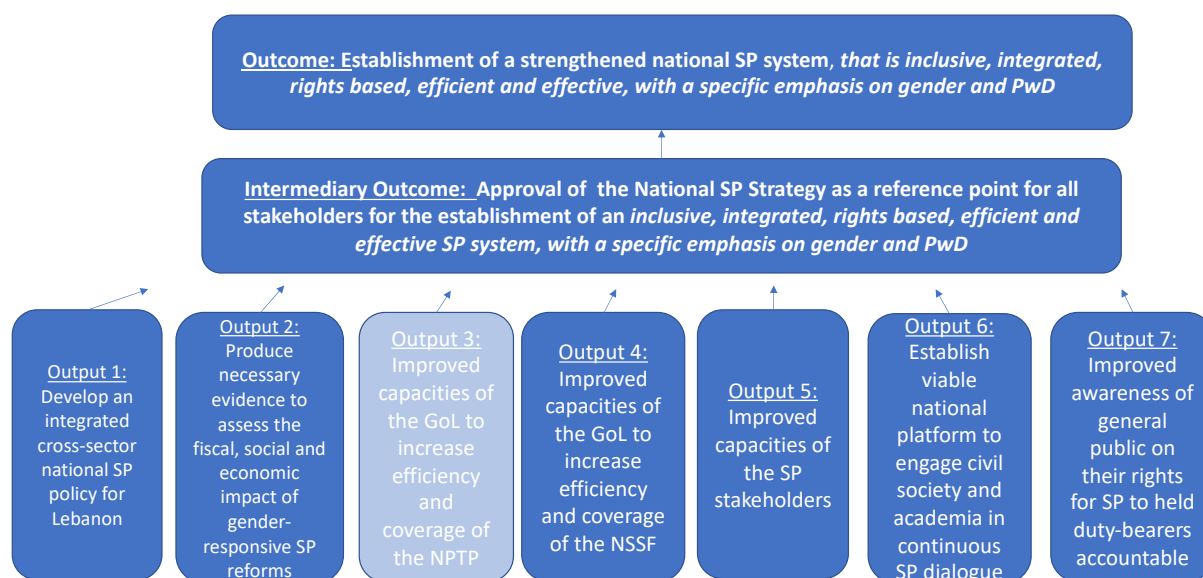 Outcome: Establishment of a strengthened national SP system, that is inclusive, integrated,
rights based, efficient and effective, with a specific emphasis on gender and PwD
Intermediary Outcome:  Approval of  the National SP Strategy as a reference point for all
stakeholders for the establishment of an inclusive, integrated, rights based, efficient and
effective SP system, with a specific emphasis on gender and PwD
Output 1:
Develop an
integrated
cross-sector
national SP
policy for
Lebanon
Output 2:
Produce
necessary
evidence to
assess the
fiscal, social and
economic
impact of
gender-
responsive SP
reforms
Output 3:
Improved
capacities of
the GoL to
increase
efficiency
and
coverage of
the NPTP
Output 4:
Improved
capacities of
the GoL to
increase
efficiency
and coverage
of the NSSF
Output 5:
Improved
capacities of
the SP
stakeholders
Output 6:
Establish
viable
national
platform to
engage civil
society and
academia in
continuous
SP dialogue
Output 7:
Improved
awareness of
general
public on
their rights
for SP to held
duty-bearers
accountable